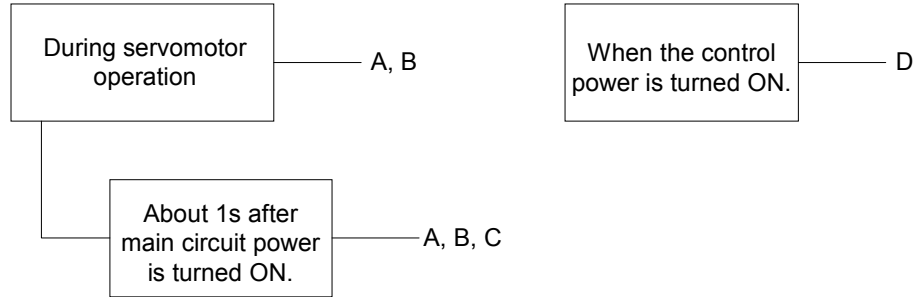 During servomotor
operation
A, B
About 1s after
main circuit power
is turned ON.
A, B, C
When the control
power is turned ON.
D